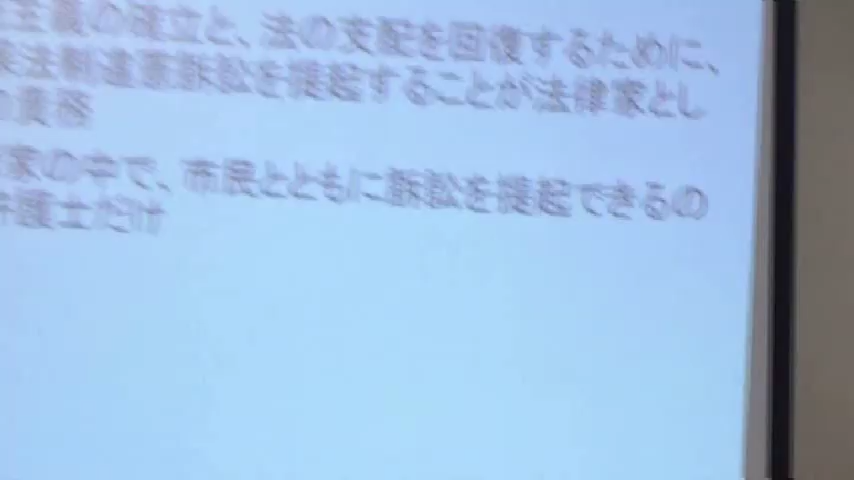 主義の確立と、法の支配を回復するために、
法制違憲訴訟を提起することが法律家とし
の責務
家の中で、市民とともに訴訟を提起できるの
弁護士だけ